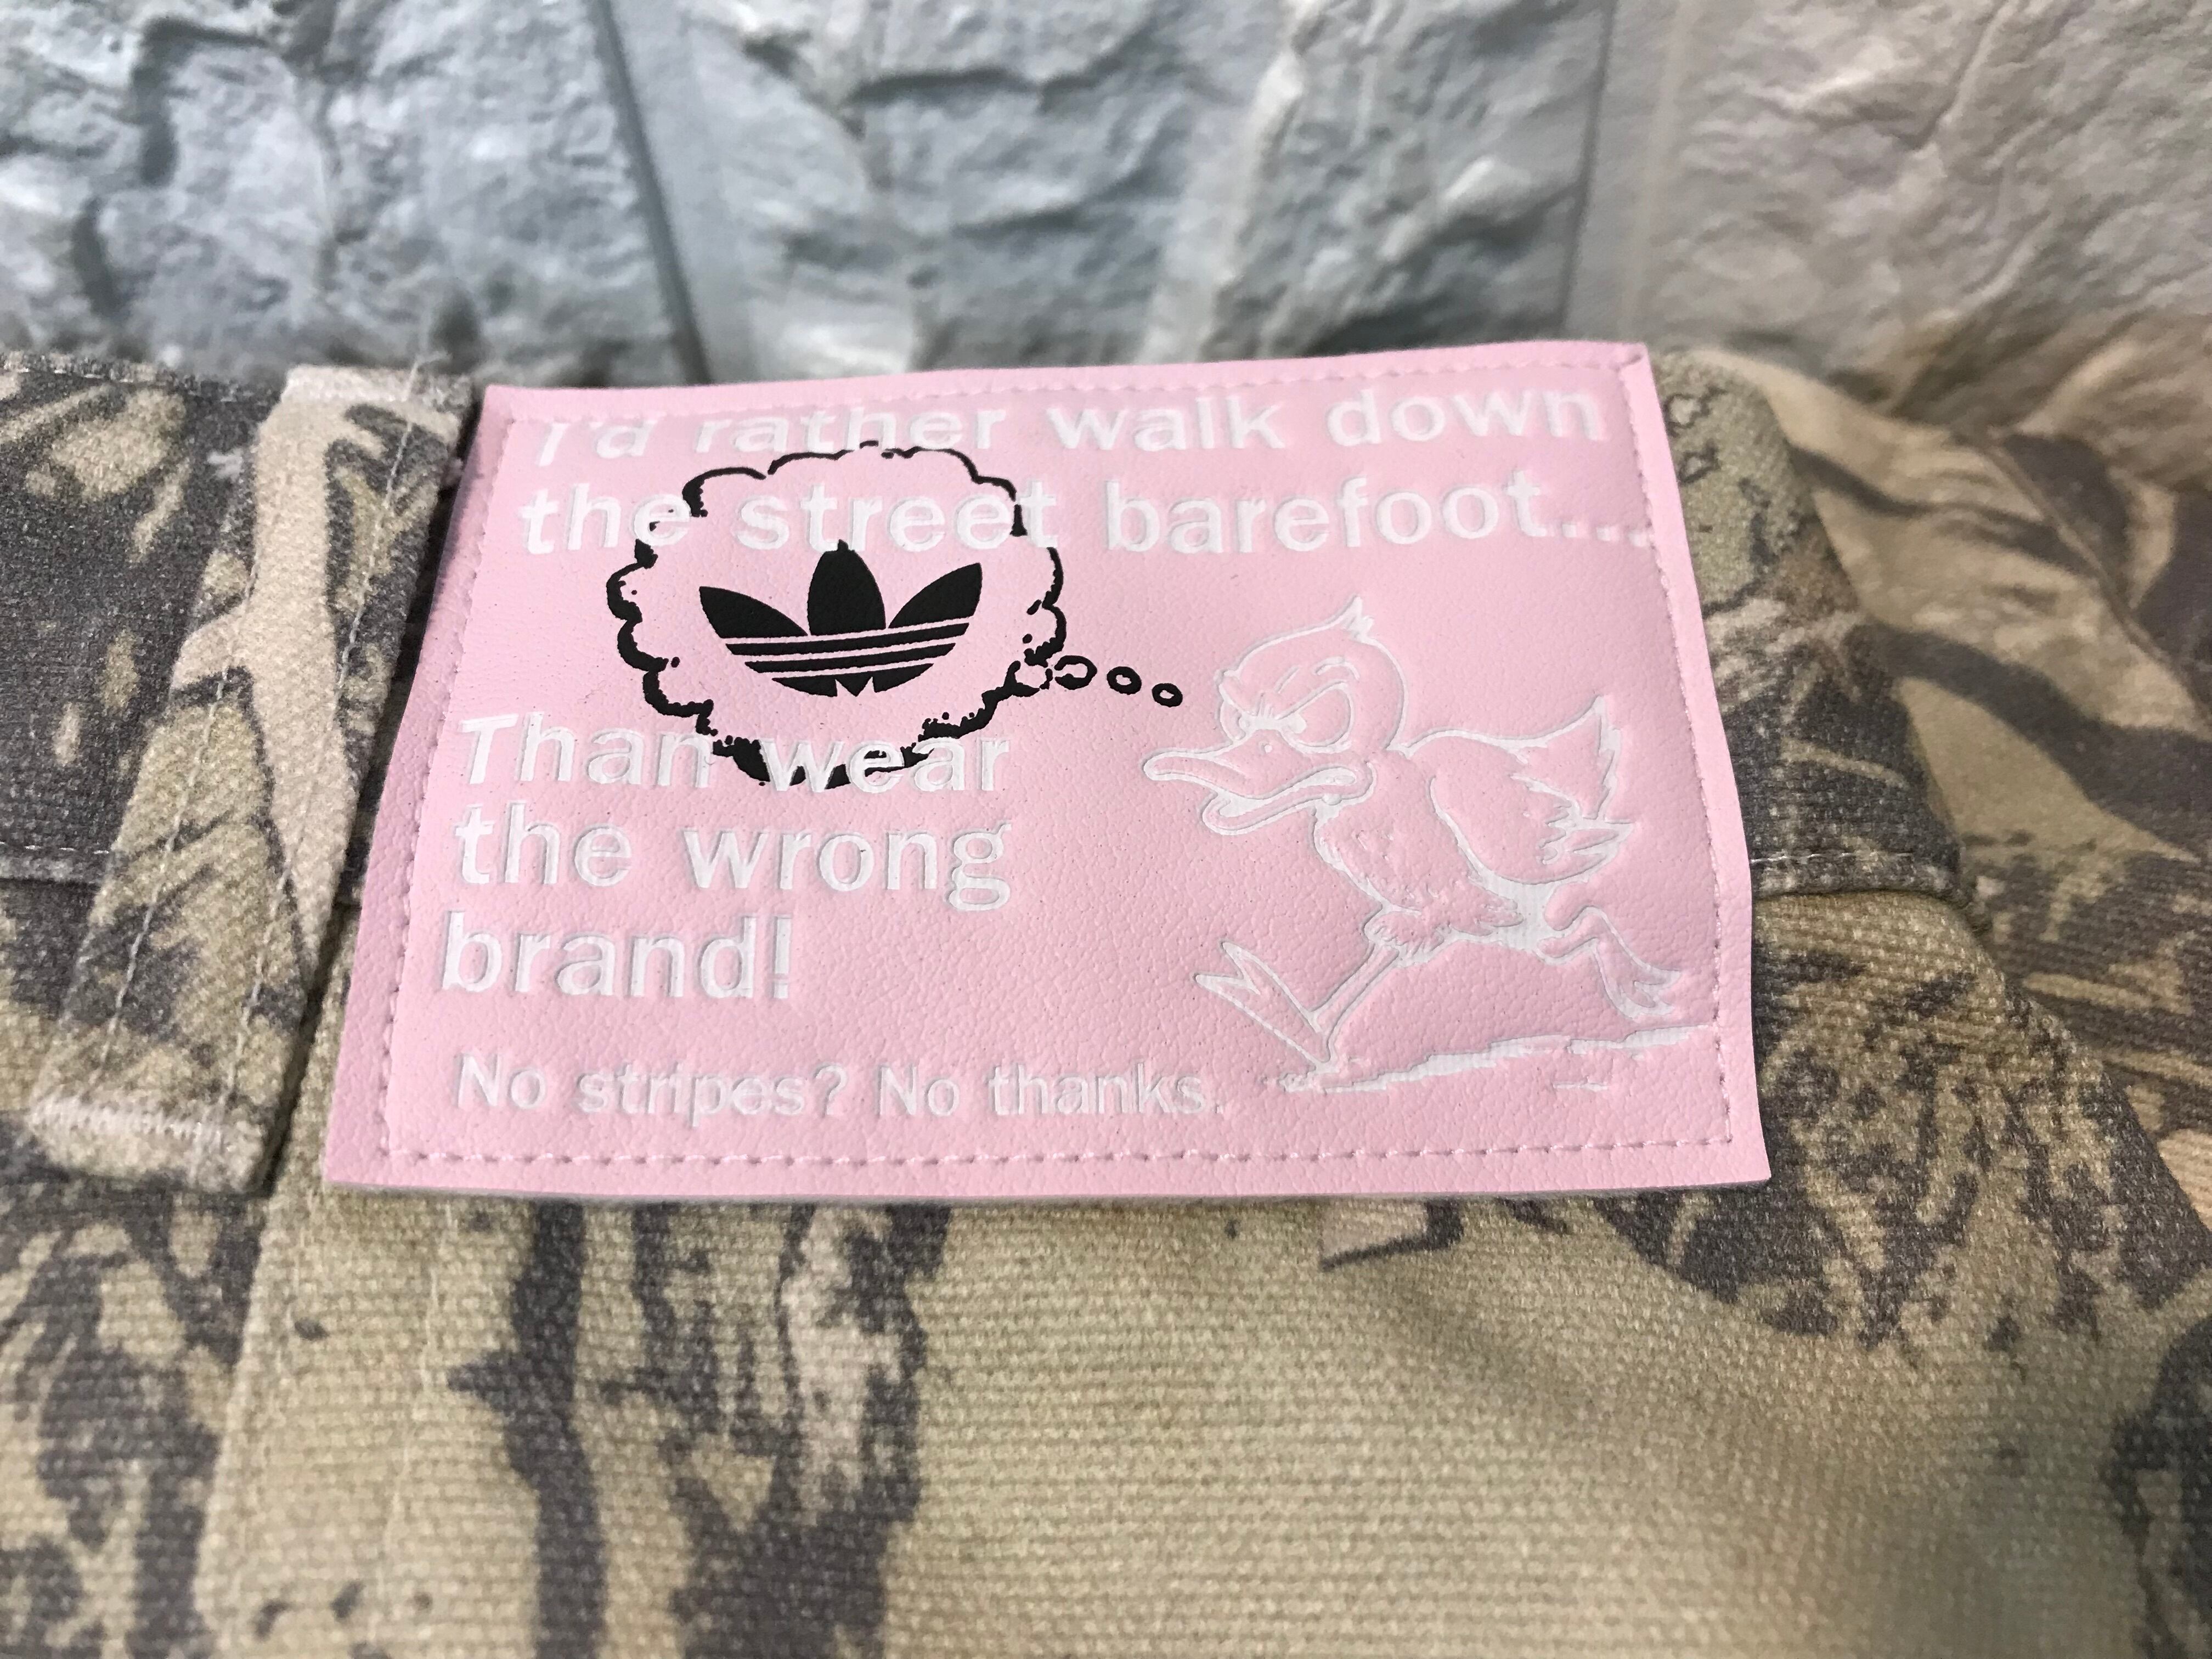 I'd rather walk down
the street barefoot...
Than wear
the wrong
brand!
No stripes? No thanks.